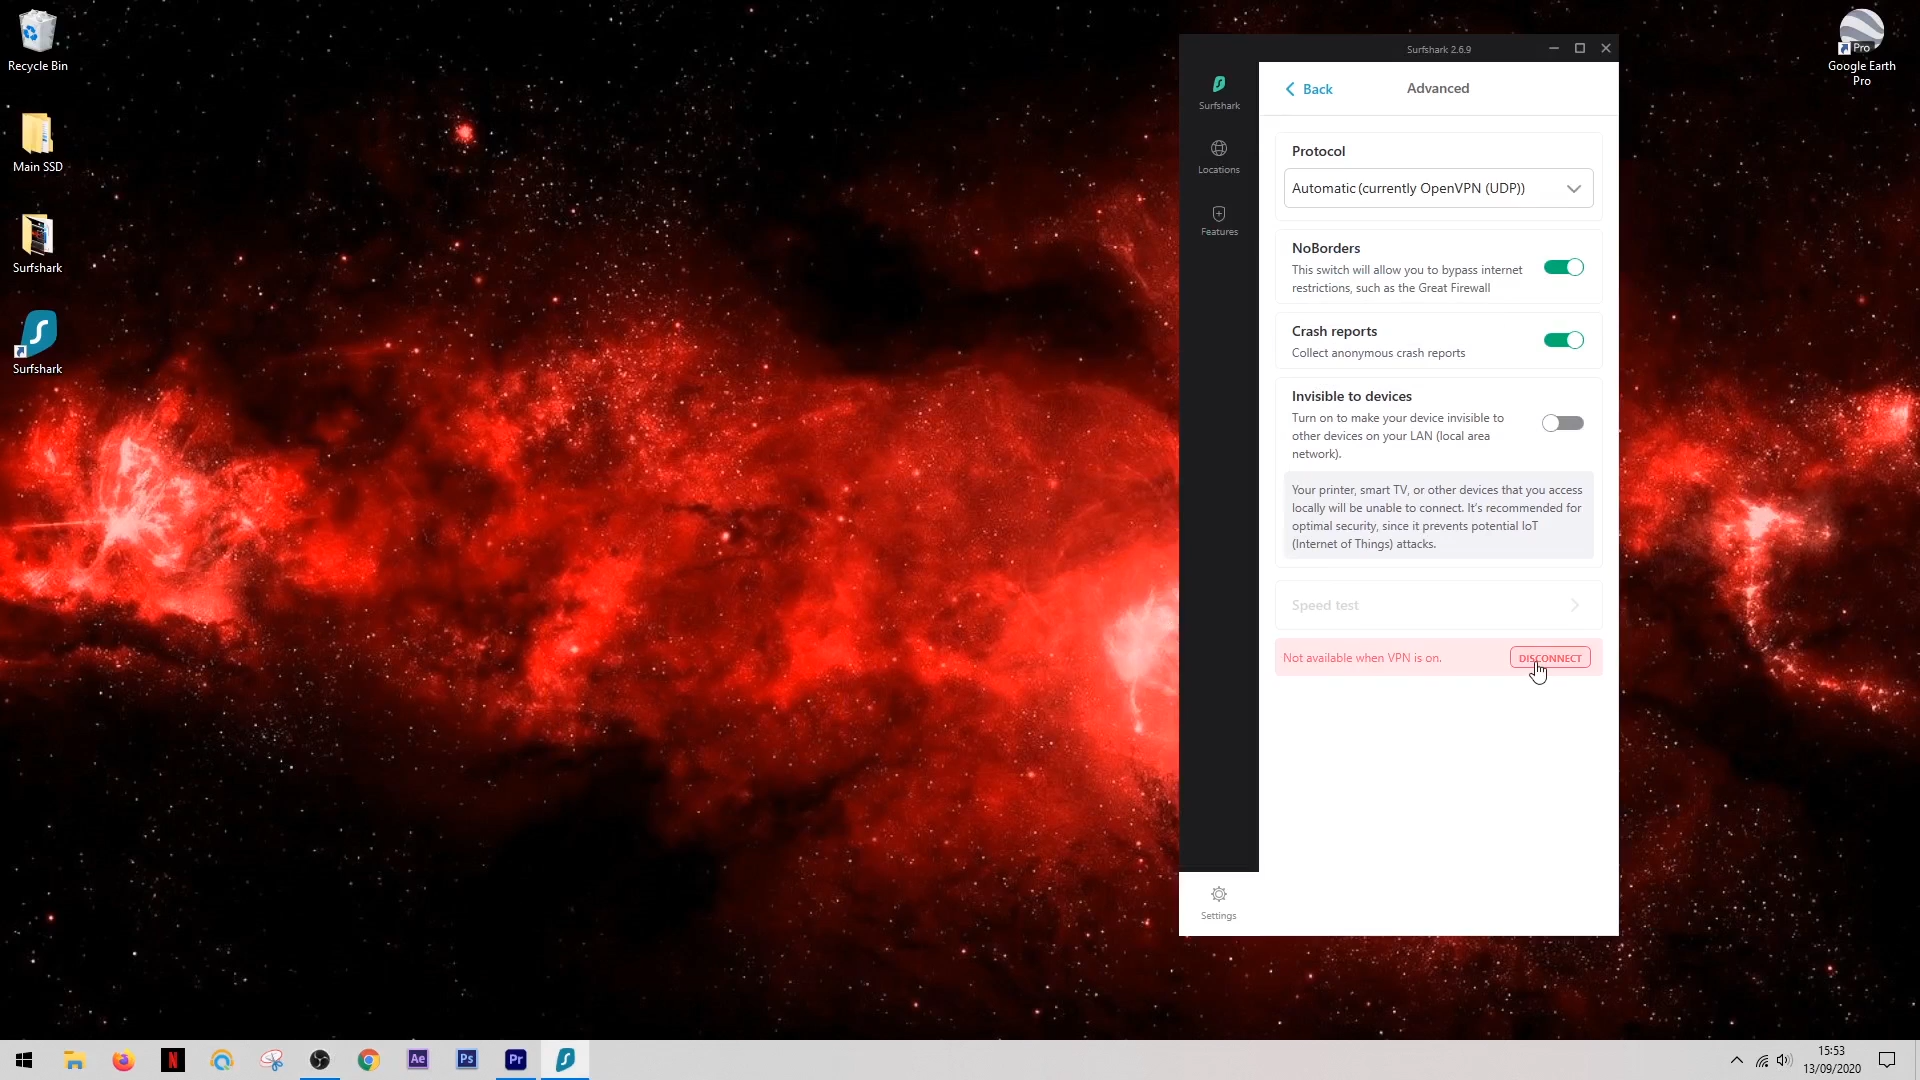 Recycle Bin
Main SSD
Surfshark
Surfshark
Pro
Google Earth
Pro
Surfshark 2.6.9
Surfshark
Locations
Features
Settings
Back
Advanced
Protocol
Automatic (currently OpenVPN (UDP))
NoBorders
This switch will allow you to bypass internet
restrictions, such as the Great Firewall
Crash reports
Collect anonymous crash reports
Invisible to devices
Turn on to make your device invisible to
other devices on your LAN (local area
network).
Your printer, smart TV, or other devices that you access
locally will be unable to connect. It's recommended for
optimal security, since it prevents potential IoT
(Internet of Things) attacks.
Speed test
Not available when VPN is on.
DISCONNECT
N
Ae
Ps
Pr
15:53
13/09/2020